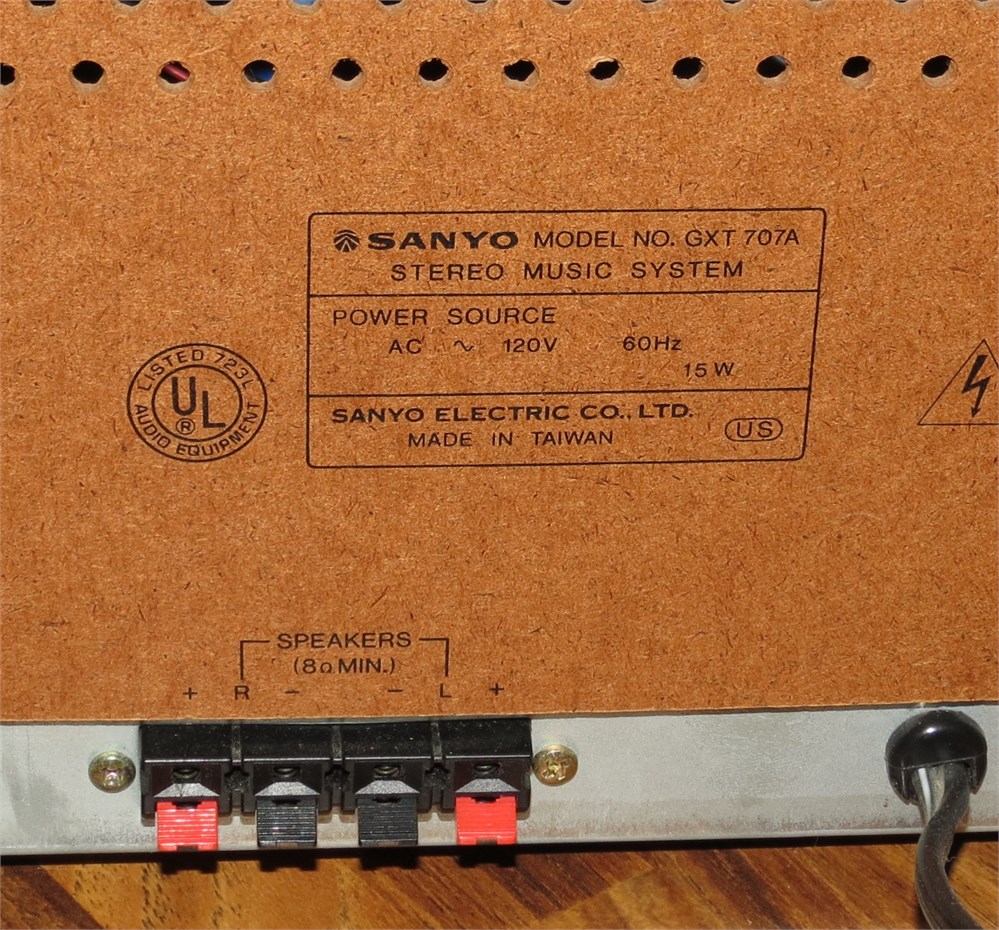 SANYO MODEL NO. GXT 707A
STEREO MUSIC SYSTEM
POWER SOURCE
AC ~ 120V 60Hz
15W
SANYO ELECTRIC CO., LTD.
MADE IN TAIWAN
US
LISTED 723L
UL
®
AUDIO EQUIPMENT
SPEAKERS
(8Ω MIN.)
+ R - - L +